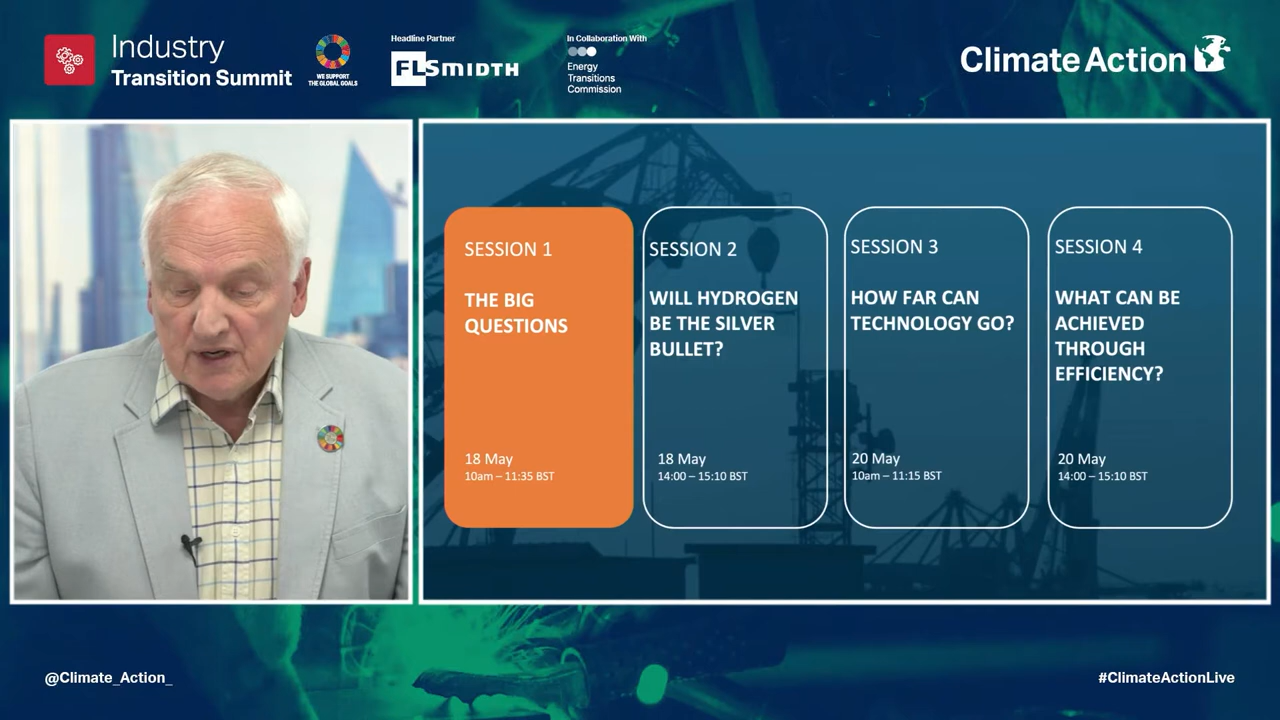 Industry
Transition Summit
WE SUPPORT
THE GLOBAL GOALS
Headline Partner
FLSMIDTH
In Collaboration With
Energy
Transitions
Commission
Climate Action
SESSION 1
THE BIG
QUESTIONS
18 May
10am – 11:35 BST
SESSION 2
WILL HYDROGEN
BE THE SILVER
BULLET?
18 May
14:00 – 15:10 BST
SESSION 3
HOW FAR CAN
TECHNOLOGY GO?
20 May
10am – 11:15 BST
SESSION 4
WHAT CAN BE
ACHIEVED
THROUGH
EFFICIENCY?
20 May
14:00 – 15:10 BST
@Climate_Action_
#ClimateActionLive